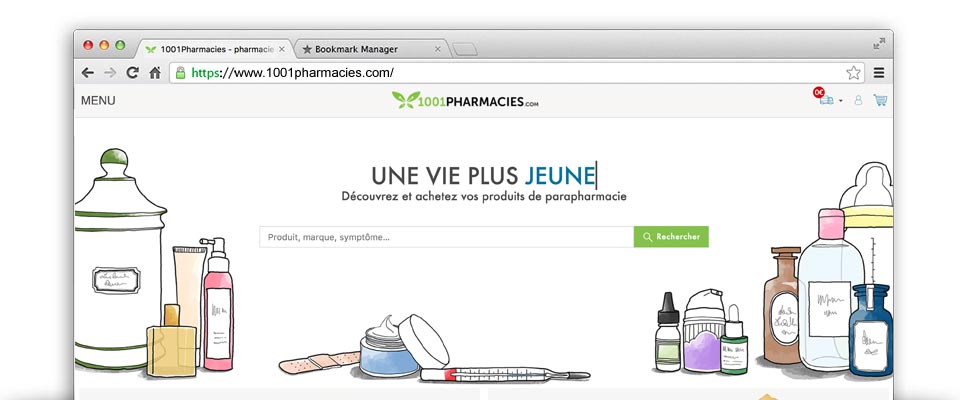 1001Pharmacies - pharmacie
Bookmark Manager
https://www.1001pharmacies.com/
MENU
1001PHARMACIES.COM
0€
UNE VIE PLUS JEUNE
Découvrez et achetez vos produits de parapharmacie
Produit, marque, symptôme...
Rechercher